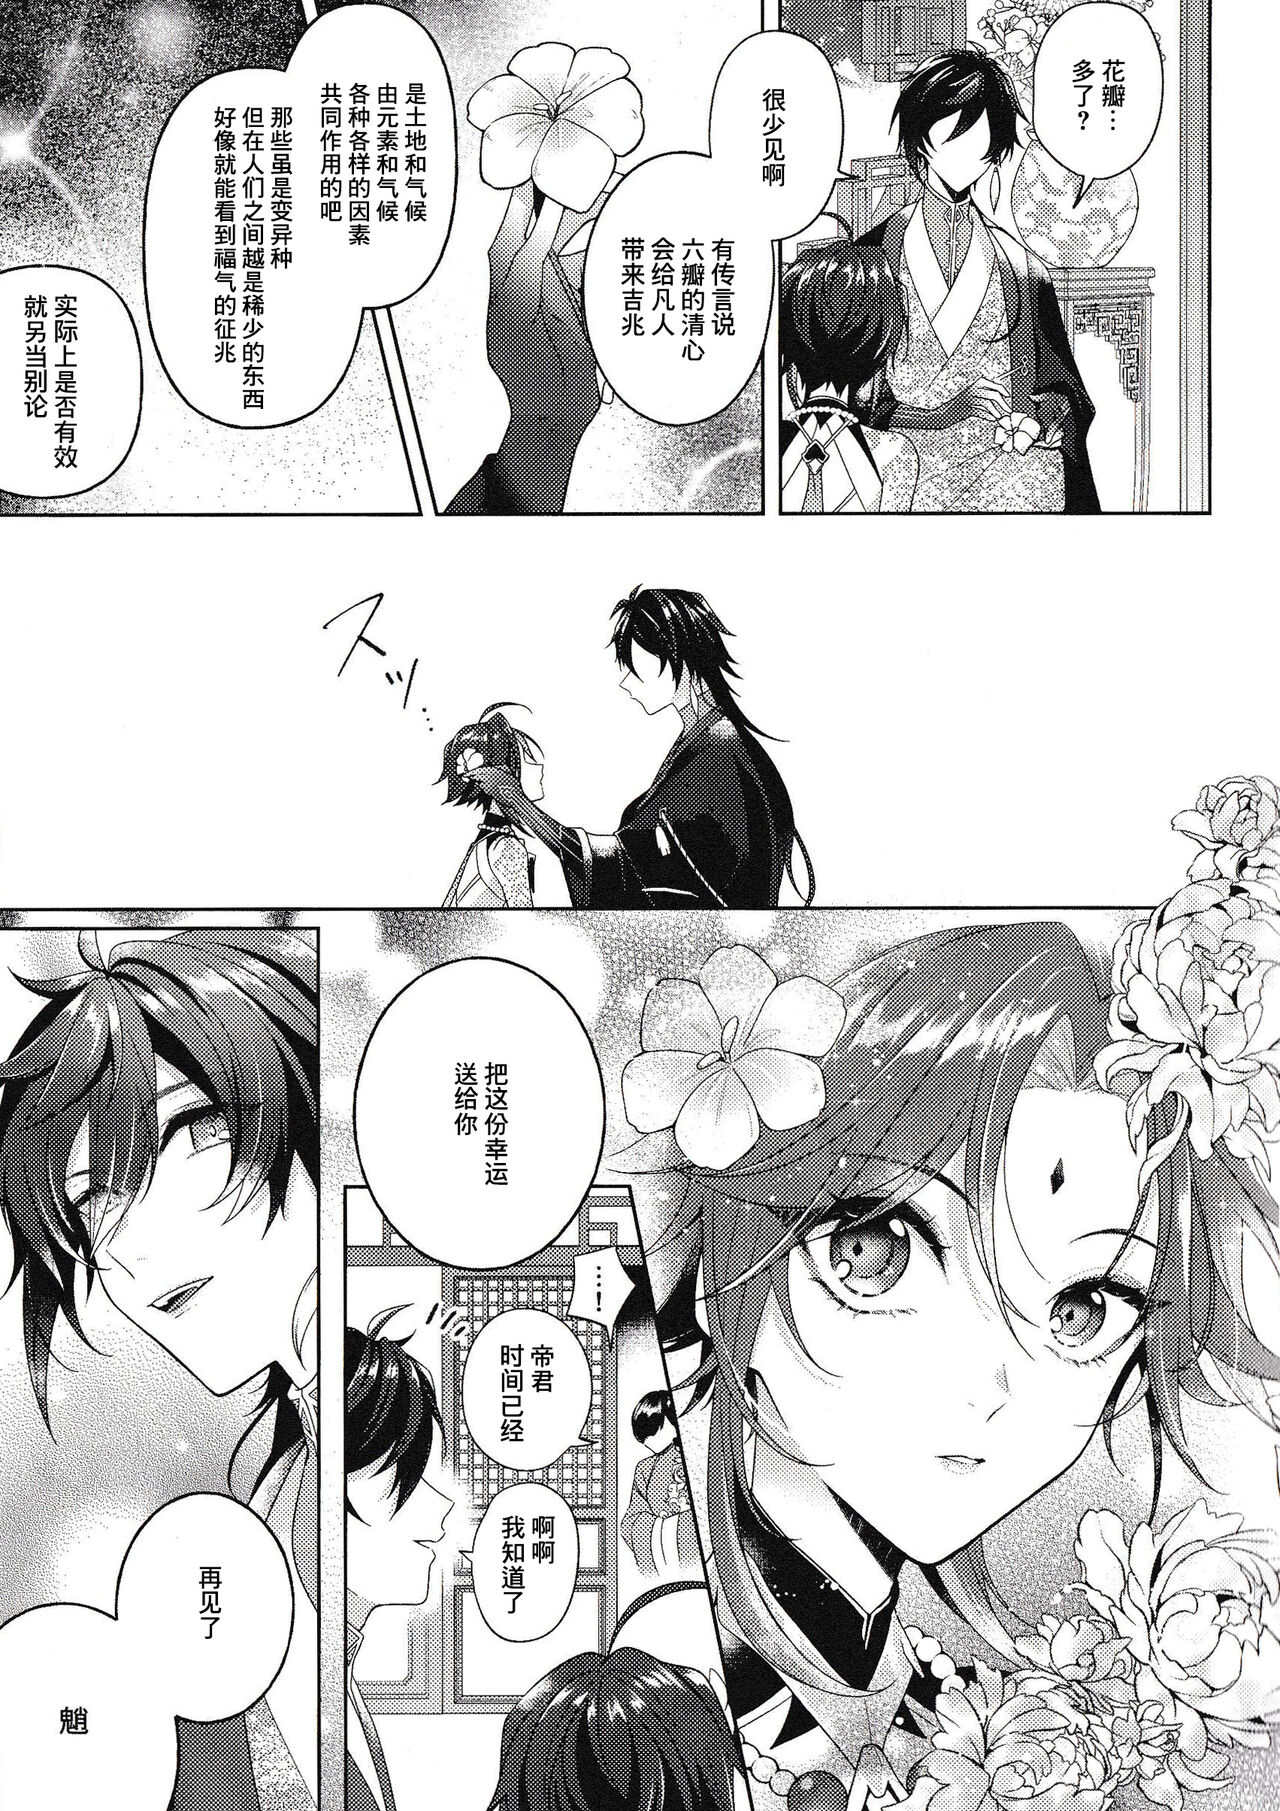 花瓣…
多了？
很少见啊
有传言说
六瓣的清心
会给凡人
带来吉兆
是土地和气候
由元素和气候
各种各样的因素
共同作用的吧
那些虽是变异种
但在人们之间越是稀少的东西
好像就能看到福气的征兆
实际上是否有效
就另当别论
スッ…
把这份幸运
送给你
…！
帝君
时间已经
啊啊
我知道了
再见了
魈